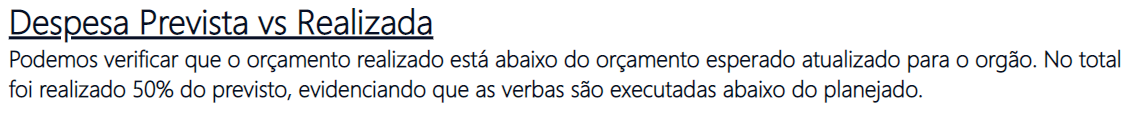 Despesa Prevista vs Realizada
Podemos verificar que o orçamento realizado está abaixo do orçamento esperado atualizado para o orgão. No total
foi realizado 50% do previsto, evidenciando que as verbas são executadas abaixo do planejado.